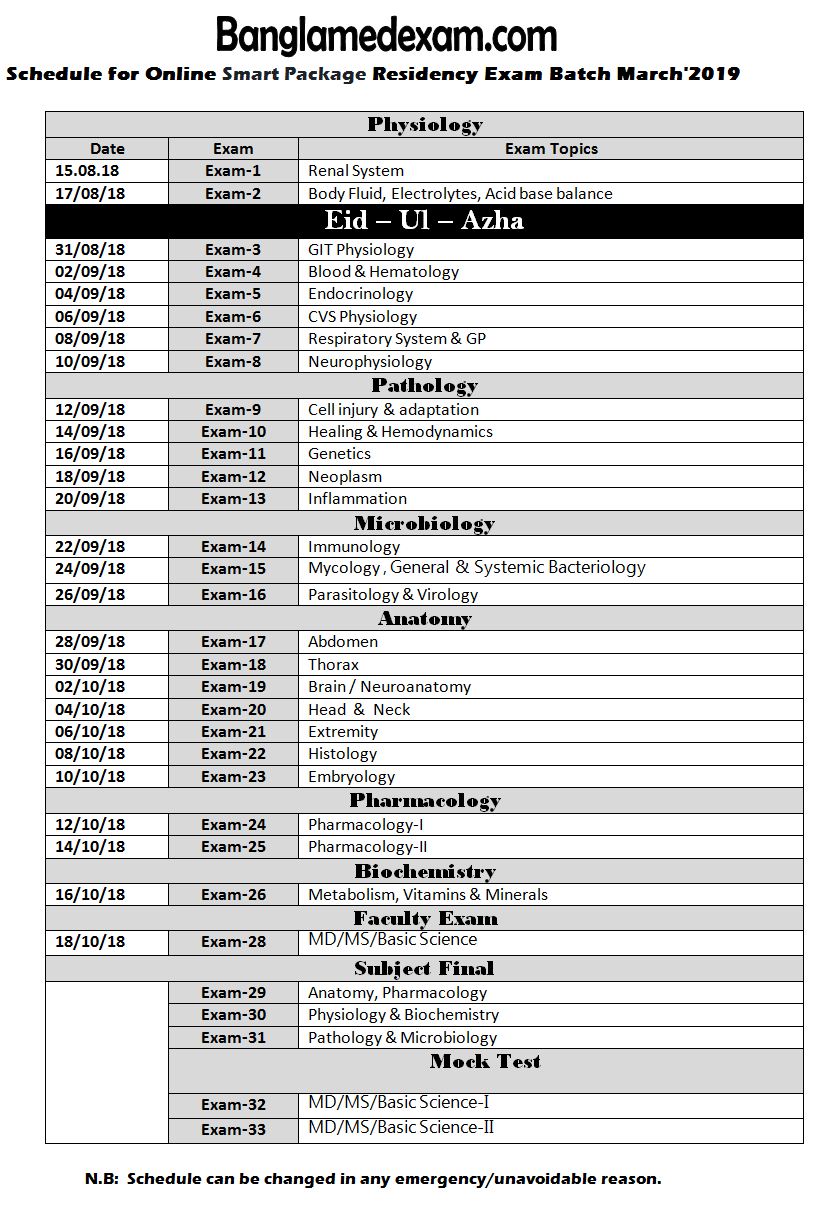 Banglamedexam.com
Schedule for Online Smart Package Residency Exam Batch March'2019
Physiology
Date Exam Exam Topics
15.08.18 Exam-1 Renal System
17/08/18 Exam-2 Body Fluid, Electrolytes, Acid base balance
Eid – Ul – Azha
31/08/18 Exam-3 GIT Physiology
02/09/18 Exam-4 Blood & Hematology
04/09/18 Exam-5 Endocrinology
06/09/18 Exam-6 CVS Physiology
08/09/18 Exam-7 Respiratory System & GP
10/09/18 Exam-8 Neurophysiology
Pathology
12/09/18 Exam-9 Cell injury & adaptation
14/09/18 Exam-10 Healing & Hemodynamics
16/09/18 Exam-11 Genetics
18/09/18 Exam-12 Neoplasm
20/09/18 Exam-13 Inflammation
Microbiology
22/09/18 Exam-14 Immunology
24/09/18 Exam-15 Mycology , General & Systemic Bacteriology
26/09/18 Exam-16 Parasitology & Virology
Anatomy
28/09/18 Exam-17 Abdomen
30/09/18 Exam-18 Thorax
02/10/18 Exam-19 Brain / Neuroanatomy
04/10/18 Exam-20 Head & Neck
06/10/18 Exam-21 Extremity
08/10/18 Exam-22 Histology
10/10/18 Exam-23 Embryology
Pharmacology
12/10/18 Exam-24 Pharmacology-I
14/10/18 Exam-25 Pharmacology-II
Biochemistry
16/10/18 Exam-26 Metabolism, Vitamins & Minerals
Faculty Exam
18/10/18 Exam-28 MD/MS/Basic Science
Subject Final
Exam-29 Anatomy, Pharmacology
Exam-30 Physiology & Biochemistry
Exam-31 Pathology & Microbiology
Mock Test
Exam-32 MD/MS/Basic Science-I
Exam-33 MD/MS/Basic Science-II
N.B: Schedule can be changed in any emergency/unavoidable reason.